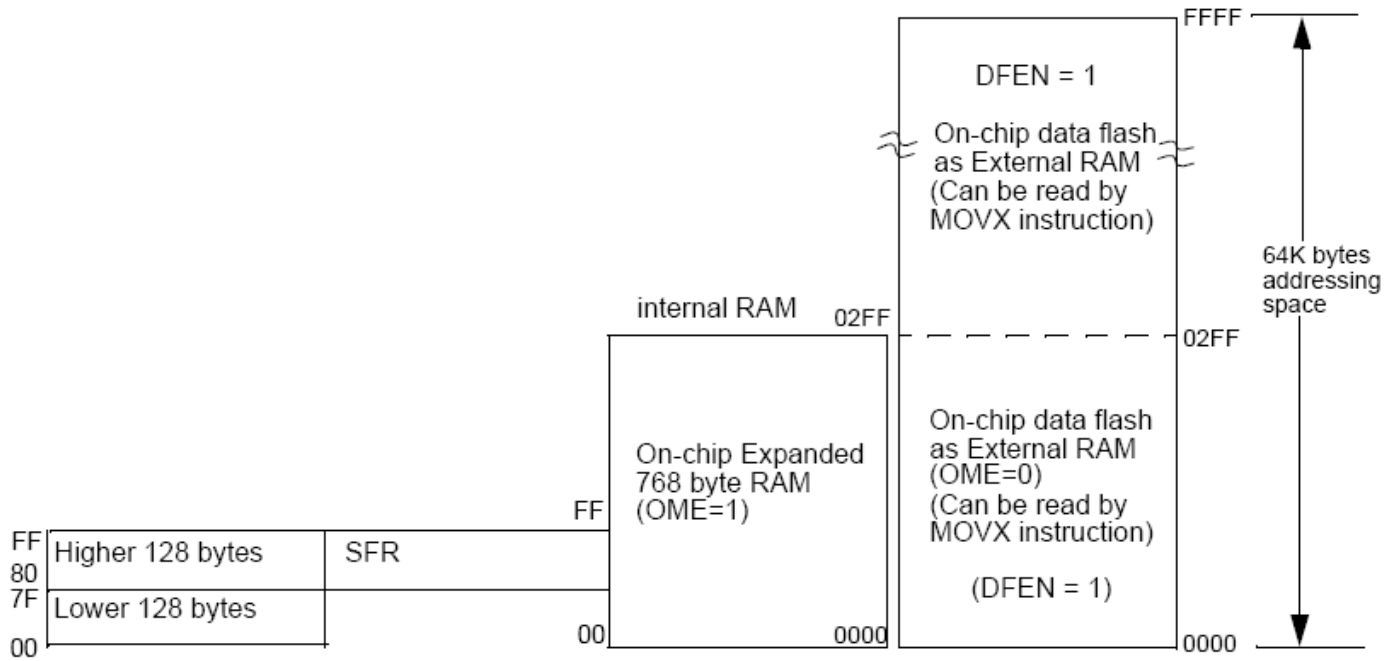 FFFF
DFEN = 1
On-chip data flash
as External RAM
(Can be read by
MOVX instruction)
64K bytes
addressing
space
internal RAM
02FF
02FF
On-chip Expanded
768 byte RAM
(OME=1)
On-chip data flash
as External RAM
(OME=0)
(Can be read by
MOVX instruction)
(DFEN = 1)
FF
FF
Higher 128 bytes
SFR
80
7F
Lower 128 bytes
00
00
0000
0000